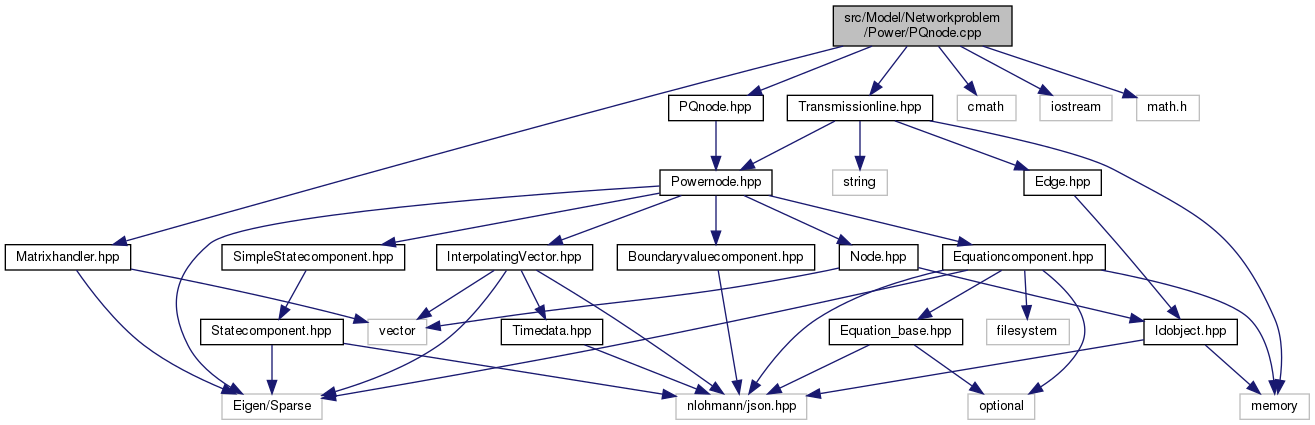 src/Model/Networkproblem
/Power/PQnode.cpp
PQnode.hpp
Transmissionline.hpp
cmath
iostream
math.h
Powernode.hpp
string
Edge.hpp
Matrixhandler.hpp
SimpleStatecomponent.hpp
InterpolatingVector.hpp
Boundaryvaluecomponent.hpp
Node.hpp
Equationcomponent.hpp
Statecomponent.hpp
vector
Timedata.hpp
Equation_base.hpp
filesystem
Idobject.hpp
Eigen/Sparse
nlohmann/json.hpp
optional
memory